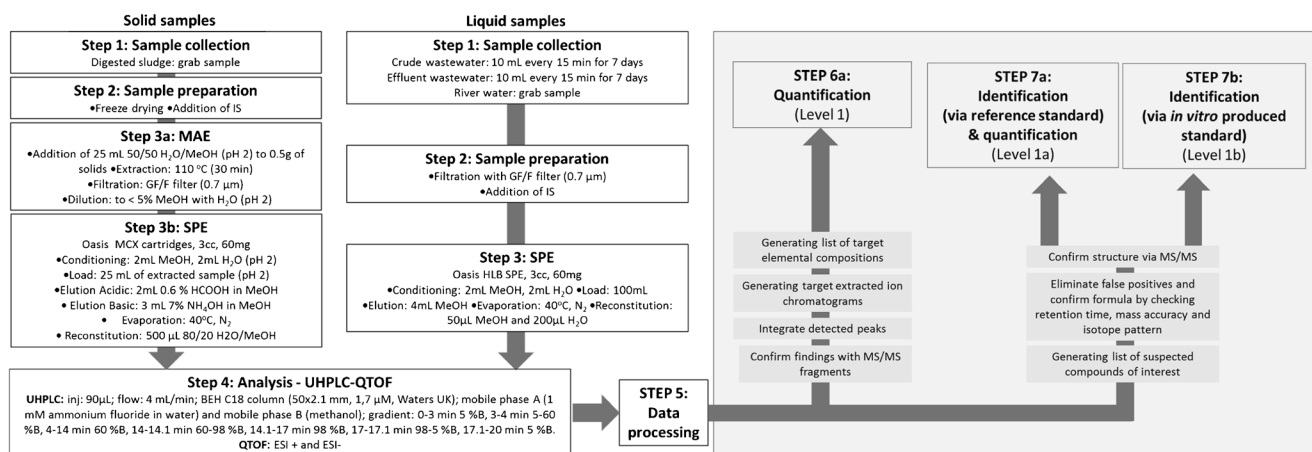 Solid samples
Step 1: Sample collection
Digested sludge: grab sample
Step 2: Sample preparation
•Freeze drying •Addition of IS
Step 3a: MAE
•Addition of 25 mL 50/50 H₂O/MeOH (pH 2) to 0.5g of
solids •Extraction: 110 °C (30 min)
•Filtration: GF/F filter (0.7 μm)
•Dilution: to < 5% MeOH with H₂O (pH 2)
Step 3b: SPE
Oasis MCX cartridges, 3cc, 60mg
•Conditioning: 2mL MeOH, 2mL H₂O (pH 2)
•Load: 25 mL of extracted sample (pH 2)
•Elution Acidic: 2mL 0.6 % HCOOH in MeOH
•Elution Basic: 3 mL 7% NH₄OH in MeOH
• Evaporation: 40°C, N₂
• Reconstitution: 500 μL 80/20 H2O/MeOH
Liquid samples
Step 1: Sample collection
Crude wastewater: 10 mL every 15 min for 7 days
Effluent wastewater: 10 mL every 15 min for 7 days
River water: grab sample
Step 2: Sample preparation
•Filtration with GF/F filter (0.7 μm)
•Addition of IS
Step 3: SPE
Oasis HLB SPE, 3cc, 60mg
•Conditioning: 2mL MeOH, 2mL H₂O •Load: 100mL
•Elution: 4mL MeOH •Evaporation: 40°C, N₂ •Reconstitution:
50μL MeOH and 200μL H₂O
Step 4: Analysis - UHPLC-QTOF
UHPLC: inj: 90μL; flow: 4 mL/min; BEH C18 column (50x2.1 mm, 1,7 μM, Waters UK); mobile phase A (1
mM ammonium fluoride in water) and mobile phase B (methanol); gradient: 0-3 min 5 %B, 3-4 min 5-60
%B, 4-14 min 60 %B, 14-14.1 min 60-98 %B, 14.1-17 min 98 %B, 17-17.1 min 98-5 %B, 17.1-20 min 5 %B.
QTOF: ESI + and ESI-
STEP 5:
Data
processing
STEP 6a:
Quantification
(Level 1)
Generating list of target
elemental compositions
Generating target extracted ion
chromatograms
Integrate detected peaks
Confirm findings with MS/MS
fragments
STEP 7a:
Identification
(via reference standard)
& quantification
(Level 1a)
STEP 7b:
Identification
(via in vitro produced
standard)
(Level 1b)
Confirm structure via MS/MS
Eliminate false positives and
confirm formula by checking
retention time, mass accuracy and
isotope pattern
Generating list of suspected
compounds of interest